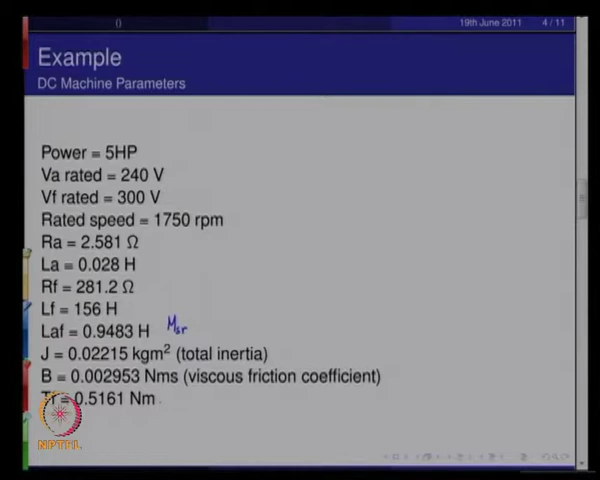 () 19th June 2011 4 / 11
Example
DC Machine Parameters
Power = 5HP
Va rated = 240 V
Vf rated = 300 V
Rated speed = 1750 rpm
Ra = 2.581 Ω
La = 0.028 H
Rf = 281.2 Ω
Lf = 156 H
Laf = 0.9483 H Msr
J = 0.02215 kgm² (total inertia)
B = 0.002953 Nms (viscous friction coefficient)
Tf = 0.5161 Nm
NPTEL